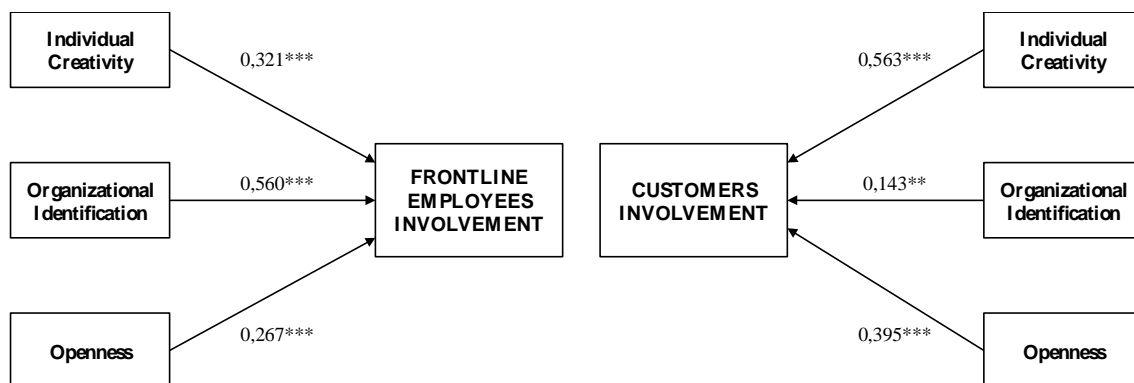 Individual
Creativity
0,321***
0,563***
Individual
Creativity
Organizational
Identification
0,560***
FRONTLINE
EMPLOYEES
INVOLVEMENT
CUSTOMERS
INVOLVEMENT
0,143**
Organizational
Identification
Openness
0,267***
0,395***
Openness